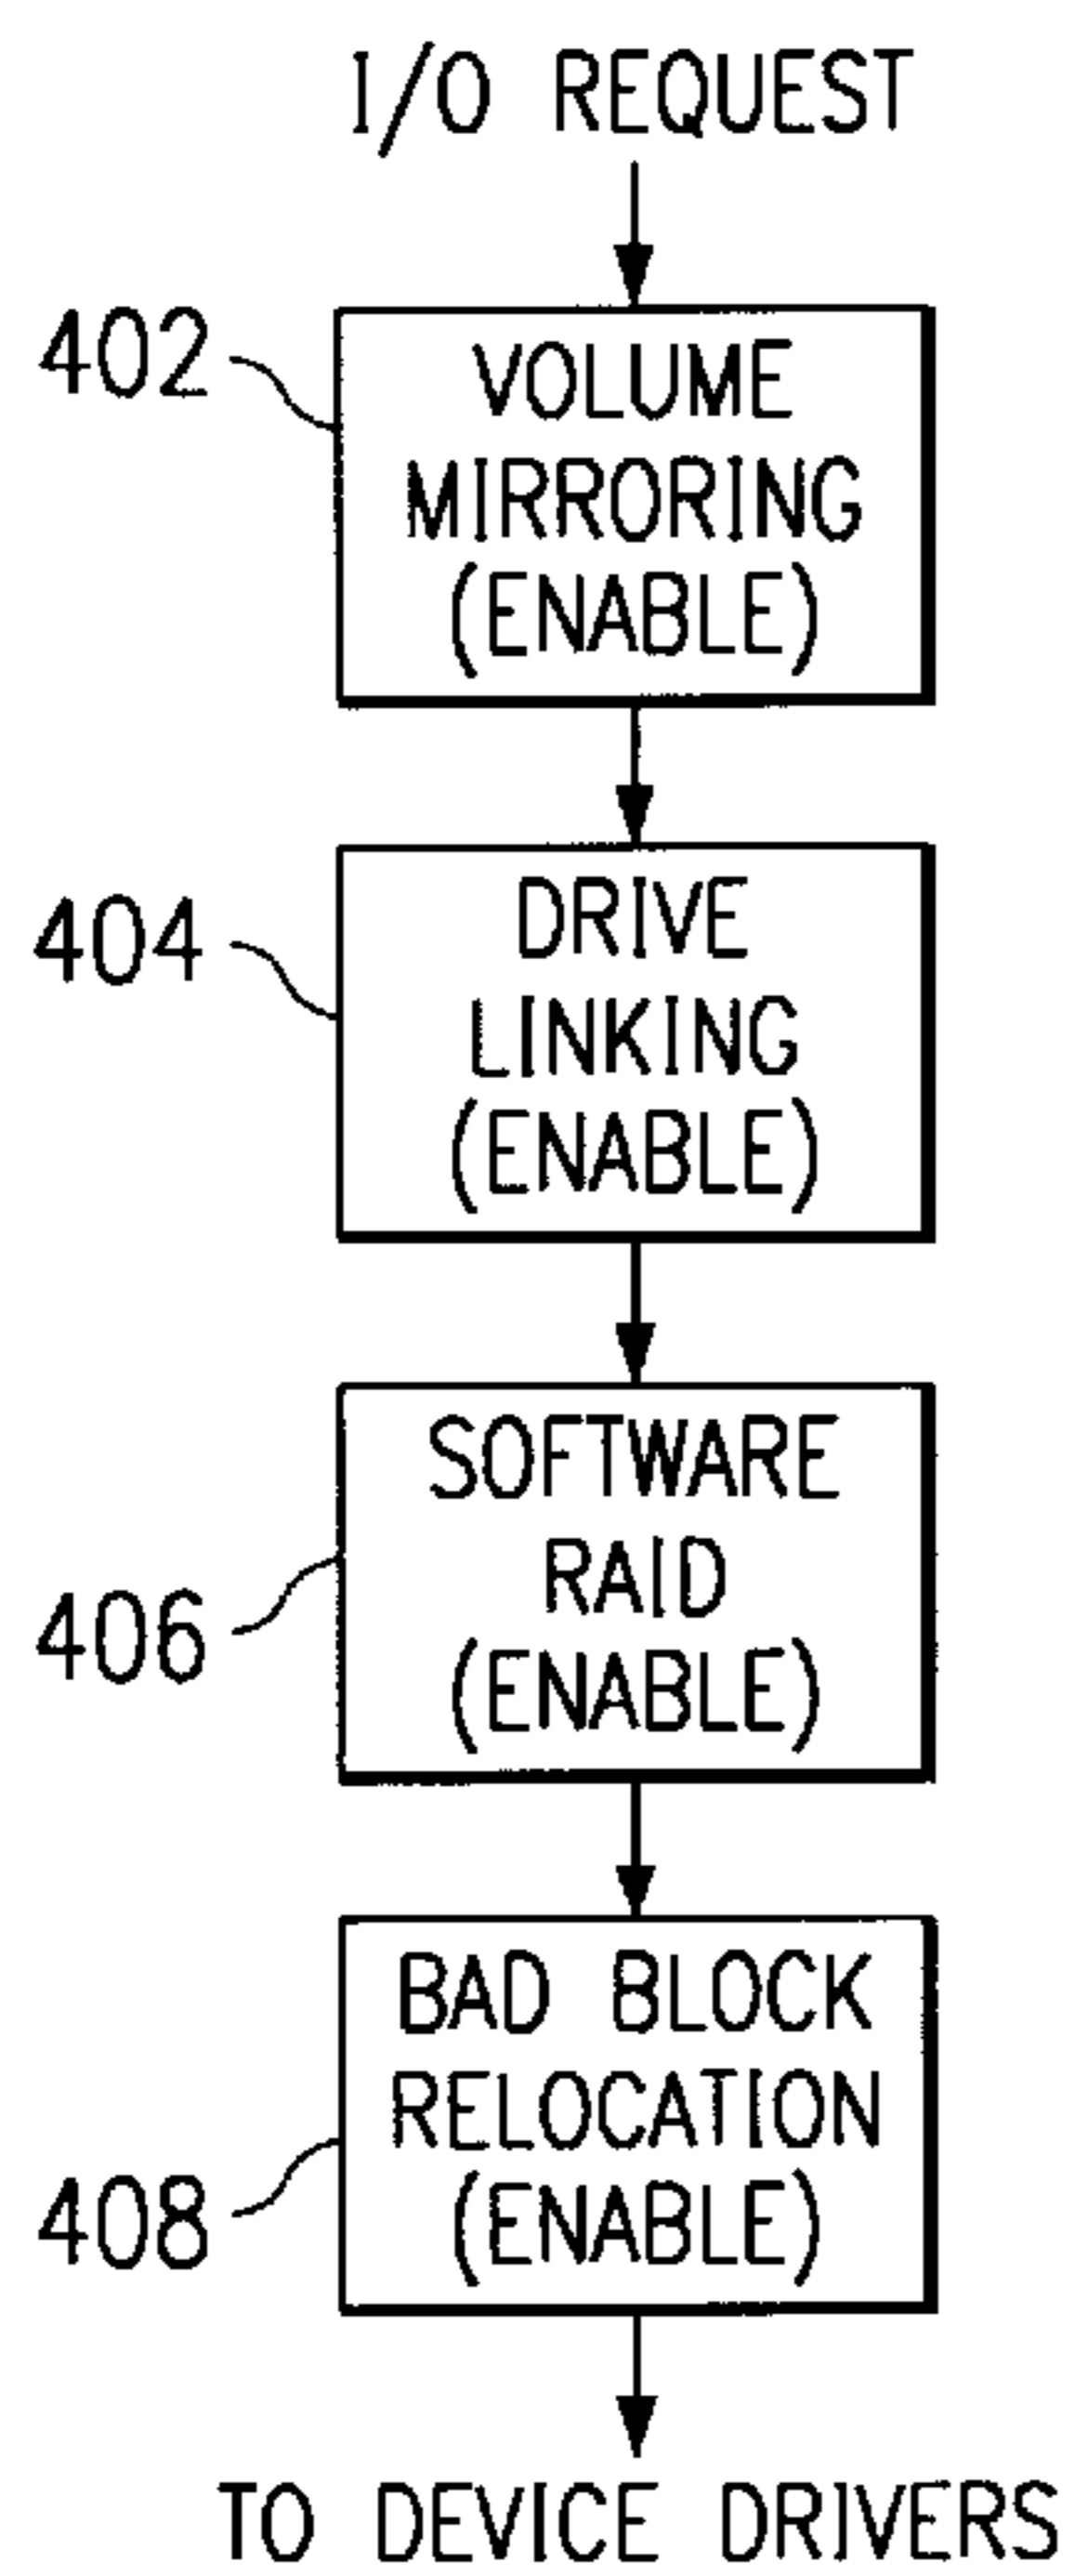 I/O REQUEST
402
VOLUME
MIRRORING
(ENABLE)
404
DRIVE
LINKING
(ENABLE)
406
SOFTWARE
RAID
(ENABLE)
408
BAD BLOCK
RELOCATION
(ENABLE)
TO DEVICE DRIVERS